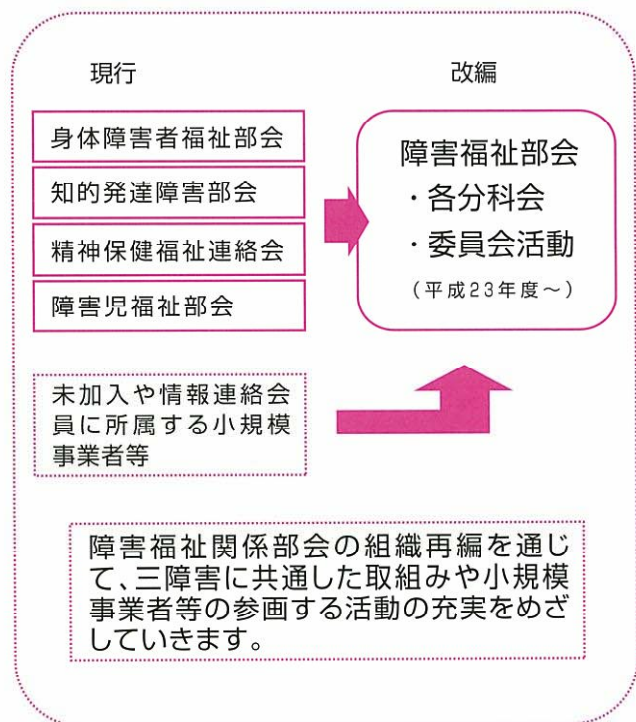 現行
身体障害者福祉部会
知的発達障害部会
精神保健福祉連絡会
障害児福祉部会
未加入や情報連絡会
員に所属する小規模
事業者等
改編
障害福祉部会
・各分科会
・委員会活動
(平成23年度～)
障害福祉関係部会の組織再編を通じ
て、三障害に共通した取組みや小規模
事業者等の参画する活動の充実をめざ
していきます。